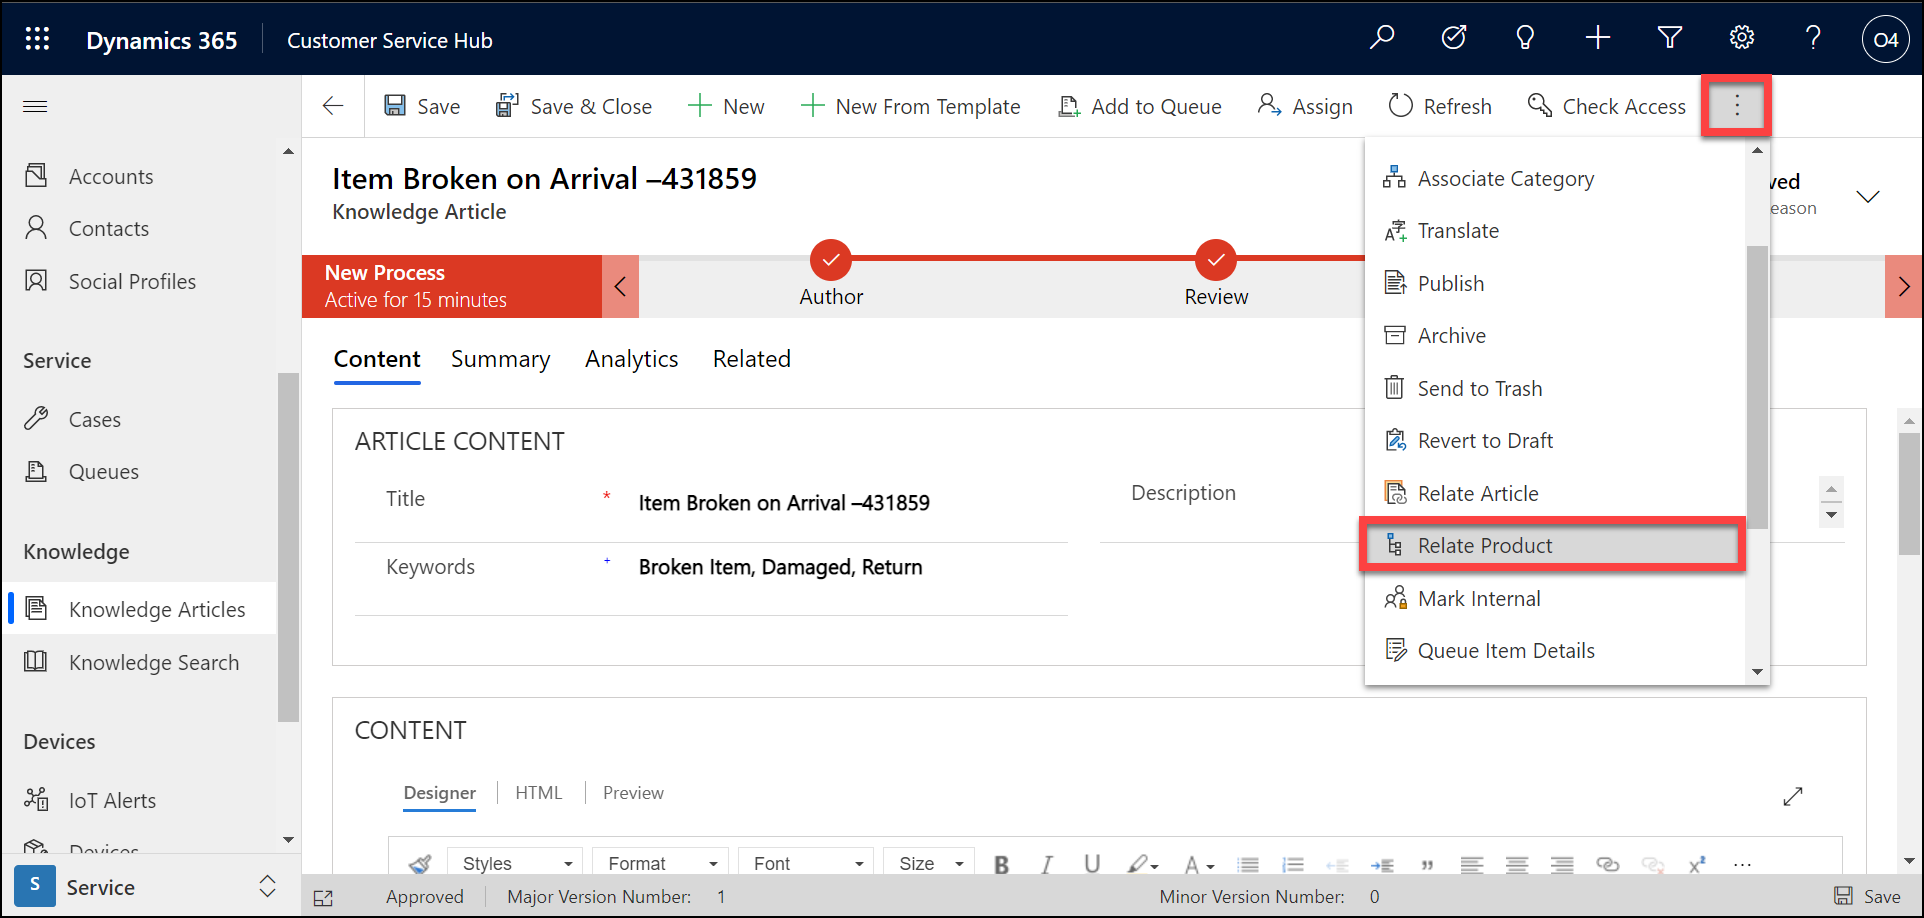 Dynamics 365 Customer Service Hub ? O4
Save Save & Close New New From Template Add to Queue Assign Refresh Check Access
Accounts
Contacts
Social Profiles
Service
Cases
Queues
Knowledge
Knowledge Articles
Knowledge Search
Devices
IoT Alerts
Devices
S Service
Item Broken on Arrival –431859
Knowledge Article
ved
eason
New Process
Active for 15 minutes
Author
Review
Content Summary Analytics Related
ARTICLE CONTENT
Title * Item Broken on Arrival –431859
Description
Keywords + Broken Item, Damaged, Return
Associate Category
Translate
Publish
Archive
Send to Trash
Revert to Draft
Relate Article
Relate Product
Mark Internal
Queue Item Details
CONTENT
Designer HTML Preview
Styles Format Font Size B I U A ” x² ...
Approved Major Version Number: 1 Minor Version Number: 0 Save